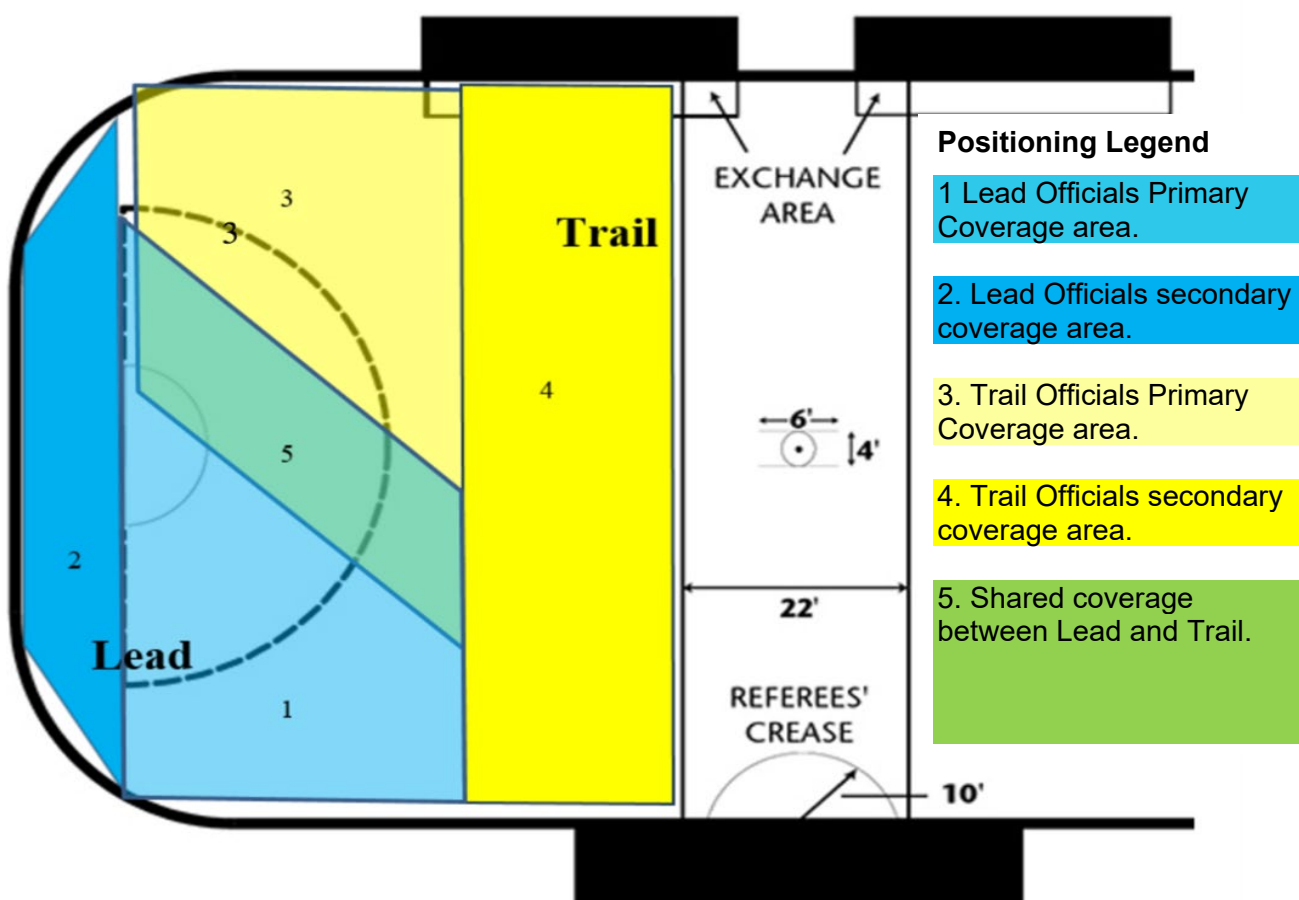 EXCHANGE
AREA
3
3
Trail
4
5
2
Lead
1
6'
4'
22'
REFEREES'
CREASE
10'
Positioning Legend
1 Lead Officials Primary
Coverage area.
2. Lead Officials secondary
coverage area.
3. Trail Officials Primary
Coverage area.
4. Trail Officials secondary
coverage area.
5. Shared coverage
between Lead and Trail.